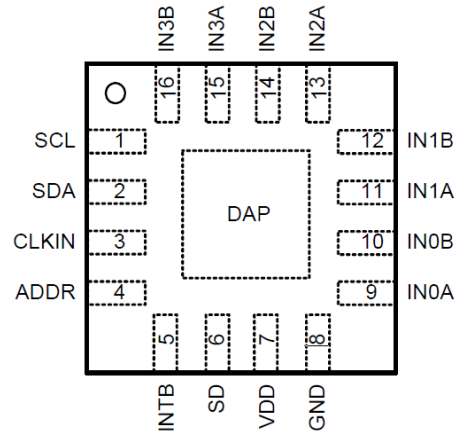 IN3B IN3A IN2B IN2A
16 15 14 13
SCL 1 12 IN1B
SDA 2 11 IN1A
DAP
CLKIN 3 10 IN0B
ADDR 4 9 IN0A
5 6 7 8
INTB SD VDD GND